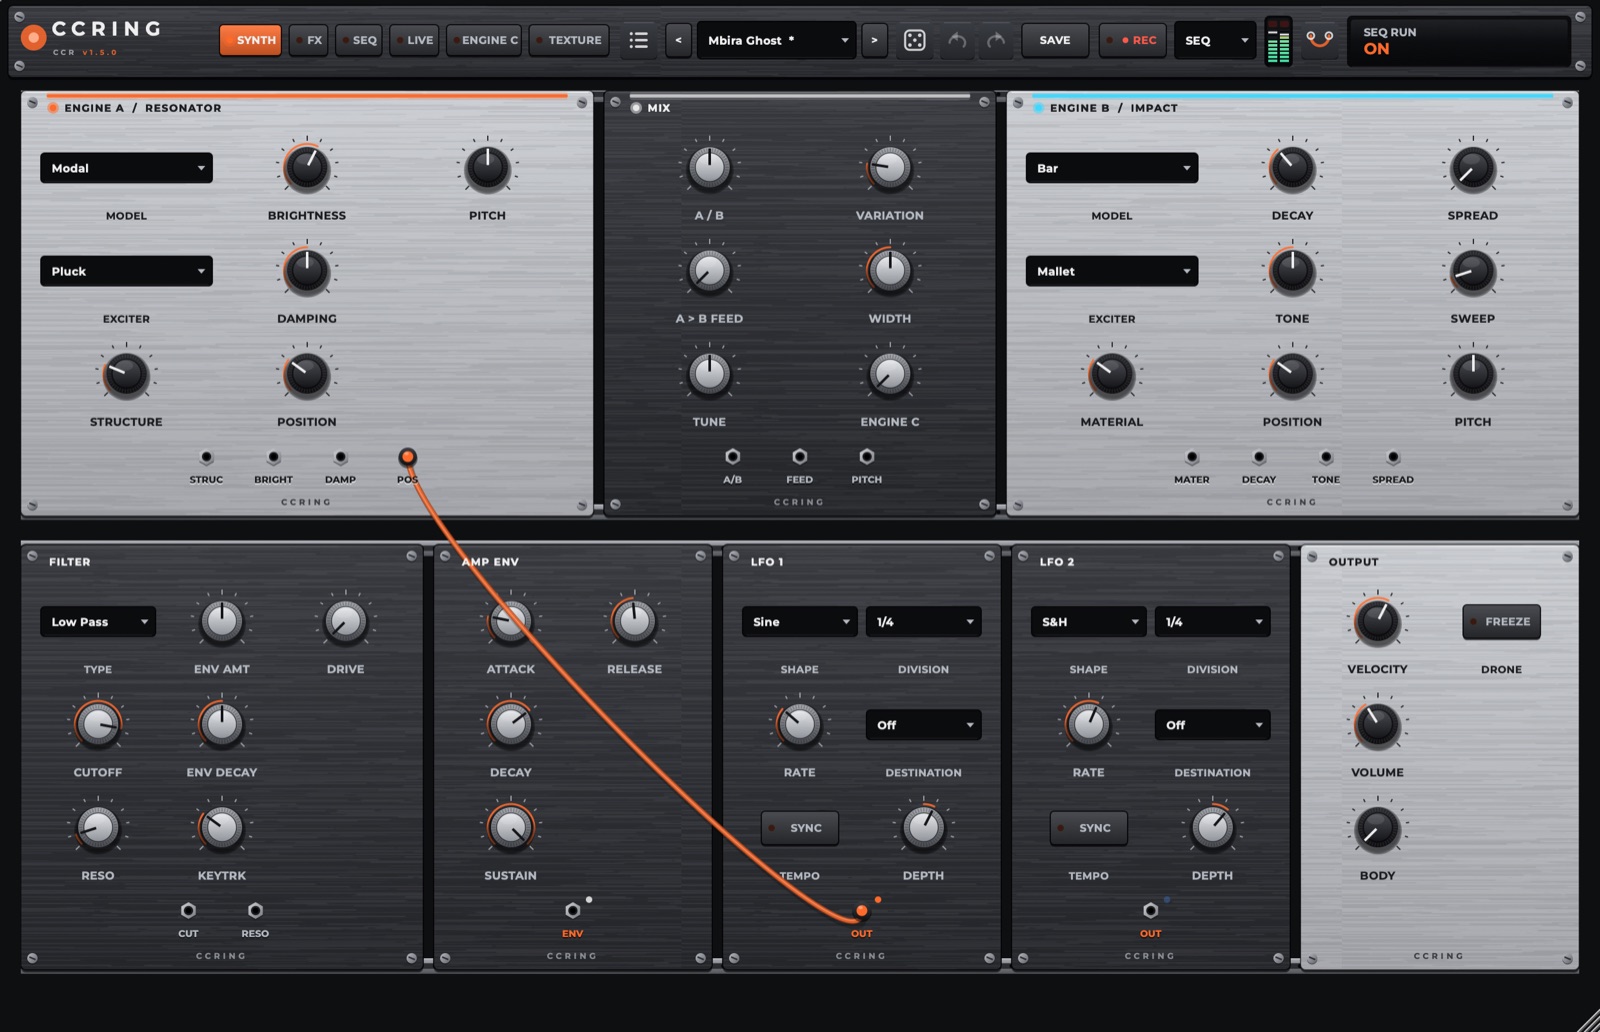 CCRING
CCR v1.5.0
SYNTH
FX
SEQ
LIVE
ENGINE C
TEXTURE
<
Mbira Ghost *
>
SAVE
REC
SEQ
SEQ RUN
ON
ENGINE A / RESONATOR
Modal
MODEL
BRIGHTNESS
PITCH
Pluck
EXCITER
DAMPING
STRUCTURE
POSITION
STRUC
BRIGHT
DAMP
POS
CCRING
MIX
A / B
VARIATION
A > B FEED
WIDTH
TUNE
ENGINE C
A/B
FEED
PITCH
CCRING
ENGINE B / IMPACT
Bar
MODEL
DECAY
SPREAD
Mallet
EXCITER
TONE
SWEEP
MATERIAL
POSITION
PITCH
MATER
DECAY
TONE
SPREAD
CCRING
FILTER
Low Pass
TYPE
ENV AMT
DRIVE
CUTOFF
ENV DECAY
RESO
KEYTRK
CUT
RESO
CCRING
AMP ENV
ATTACK
RELEASE
DECAY
SUSTAIN
ENV
CCRING
LFO 1
Sine
1/4
SHAPE
DIVISION
Off
RATE
DESTINATION
SYNC
TEMPO
DEPTH
OUT
CCRING
LFO 2
S&H
1/4
SHAPE
DIVISION
Off
RATE
DESTINATION
SYNC
TEMPO
DEPTH
OUT
CCRING
OUTPUT
FREEZE
VELOCITY
DRONE
VOLUME
BODY
CCRING